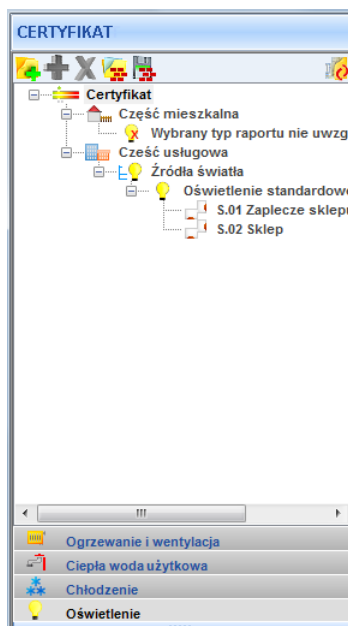 CERTYFIKAT
Certyfikat
Część mieszkalna
Wybrany typ raportu nie uwzg
Cześć usługowa
Źródła światła
Oświetlenie standardowe
S.01 Zaplecze sklepu
S.02 Sklep
Ogrzewanie i wentylacja
Ciepła woda użytkowa
Chłodzenie
Oświetlenie